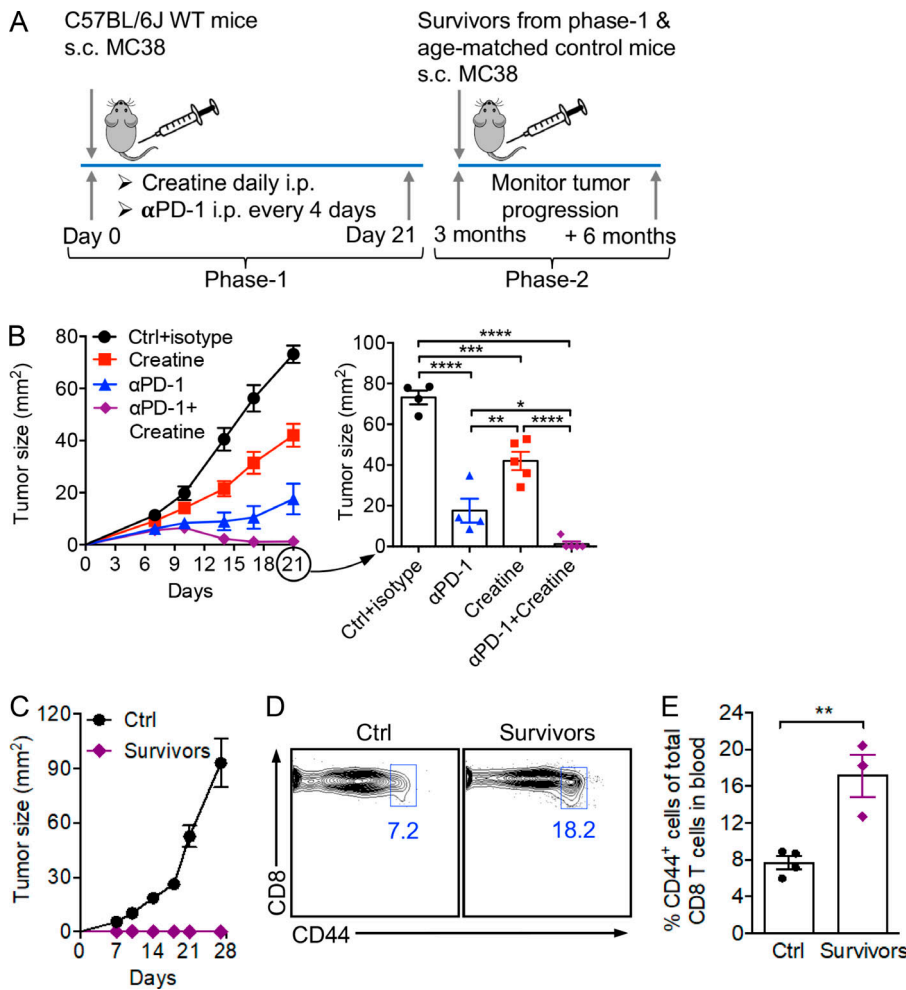 A
C57BL/6J WT mice
s.c. MC38
➢ Creatine daily i.p.
➢ αPD-1 i.p. every 4 days
Day 0
Day 21
Phase-1
Survivors from phase-1 &
age-matched control mice
s.c. MC38
Monitor tumor
progression
3 months
+ 6 months
Phase-2
B
Tumor size (mm²)
80
60
40
20
0
0 3 6 9 12 15 18 21
Days
Ctrl+isotype
Creatine
αPD-1
αPD-1+
Creatine
Tumor size (mm²)
100
80
60
40
20
0
****
***
****
*
** ****
Ctrl+isotype
αPD-1
Creatine
αPD-1+Creatine
C
Tumor size (mm²)
120
90
60
30
0
0 7 14 21 28
Days
Ctrl
Survivors
D
Ctrl
Survivors
7.2
18.2
CD8
CD44
E
% CD44⁺ cells of total
CD8 T cells in blood
24
20
16
12
8
4
0
**
Ctrl
Survivors